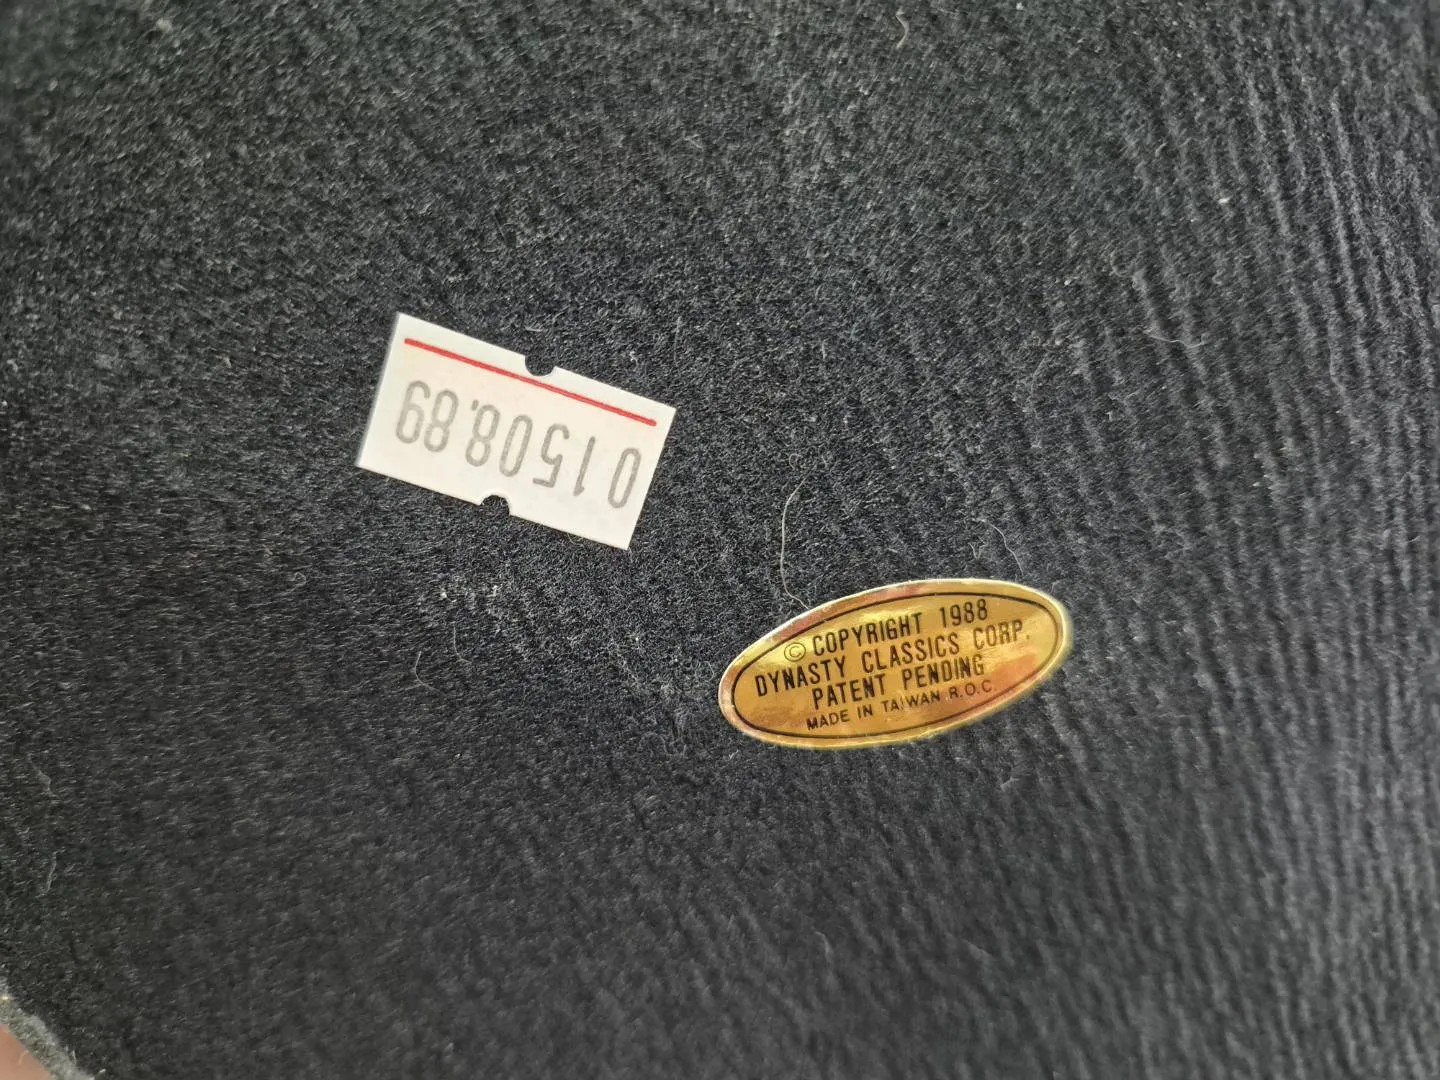 01508.89
© COPYRIGHT 1988
DYNASTY CLASSICS CORP.
PATENT PENDING
MADE IN TAIWAN R.O.C.